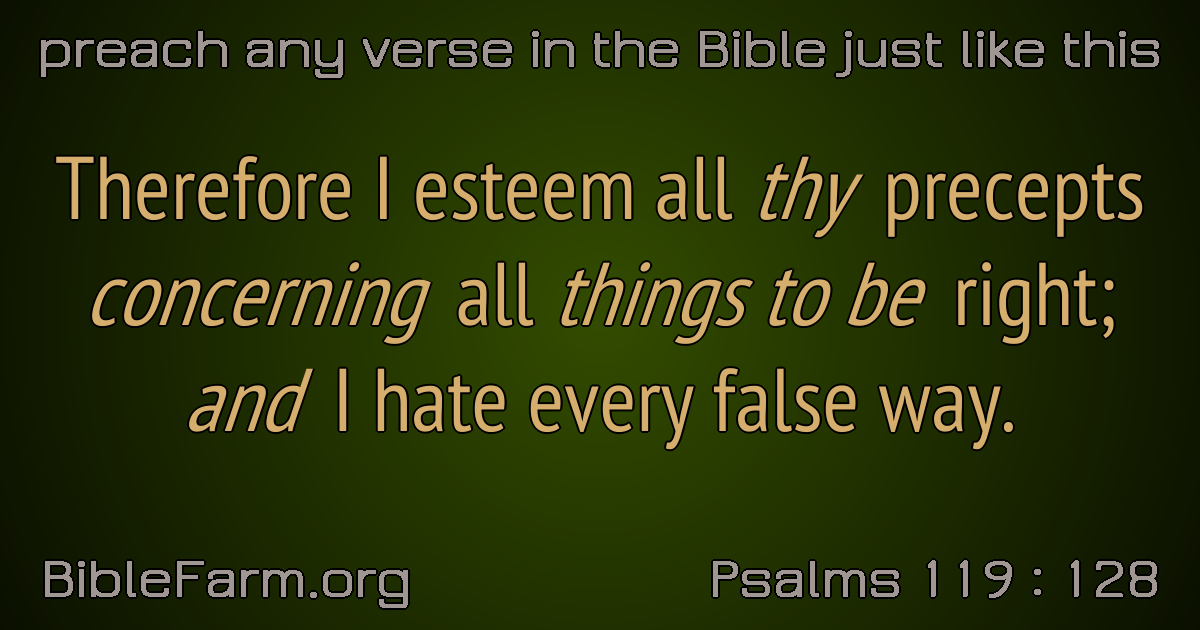 preach any verse in the Bible just like this
Therefore I esteem all thy precepts
concerning all things to be right;
and I hate every false way.
BibleFarm.org
Psalms 119 : 128